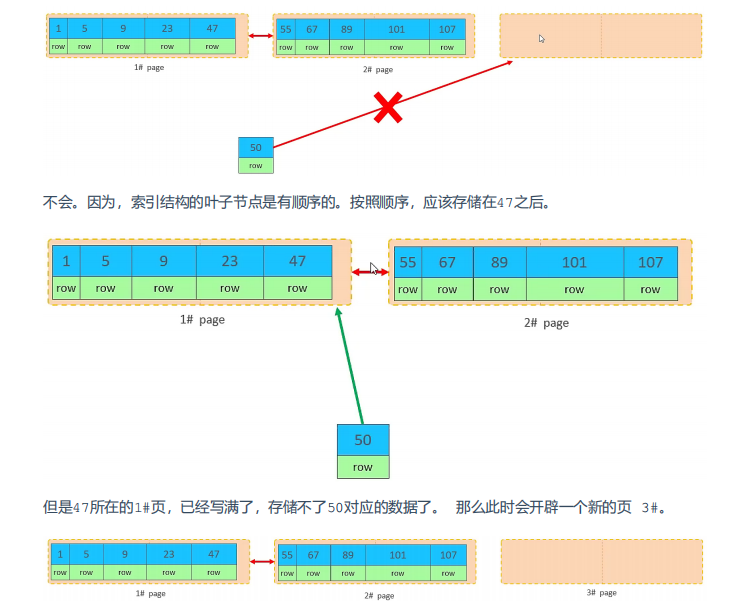 1 5 9 23 47 55 67 89 101 107
row row row row row row row row row row
1# page 2# page
50
row
不会。因为，索引结构的叶子节点是有顺序的。按照顺序，应该存储在47之后。
1 5 9 23 47 55 67 89 101 107
row row row row row row row row row row
1# page 2# page
50
row
但是47所在的1#页，已经写满了，存储不了50对应的数据了。 那么此时会开辟一个新的页 3#。
1 5 9 23 47 55 67 89 101 107
row row row row row row row row row row
1# page 2# page 3# page